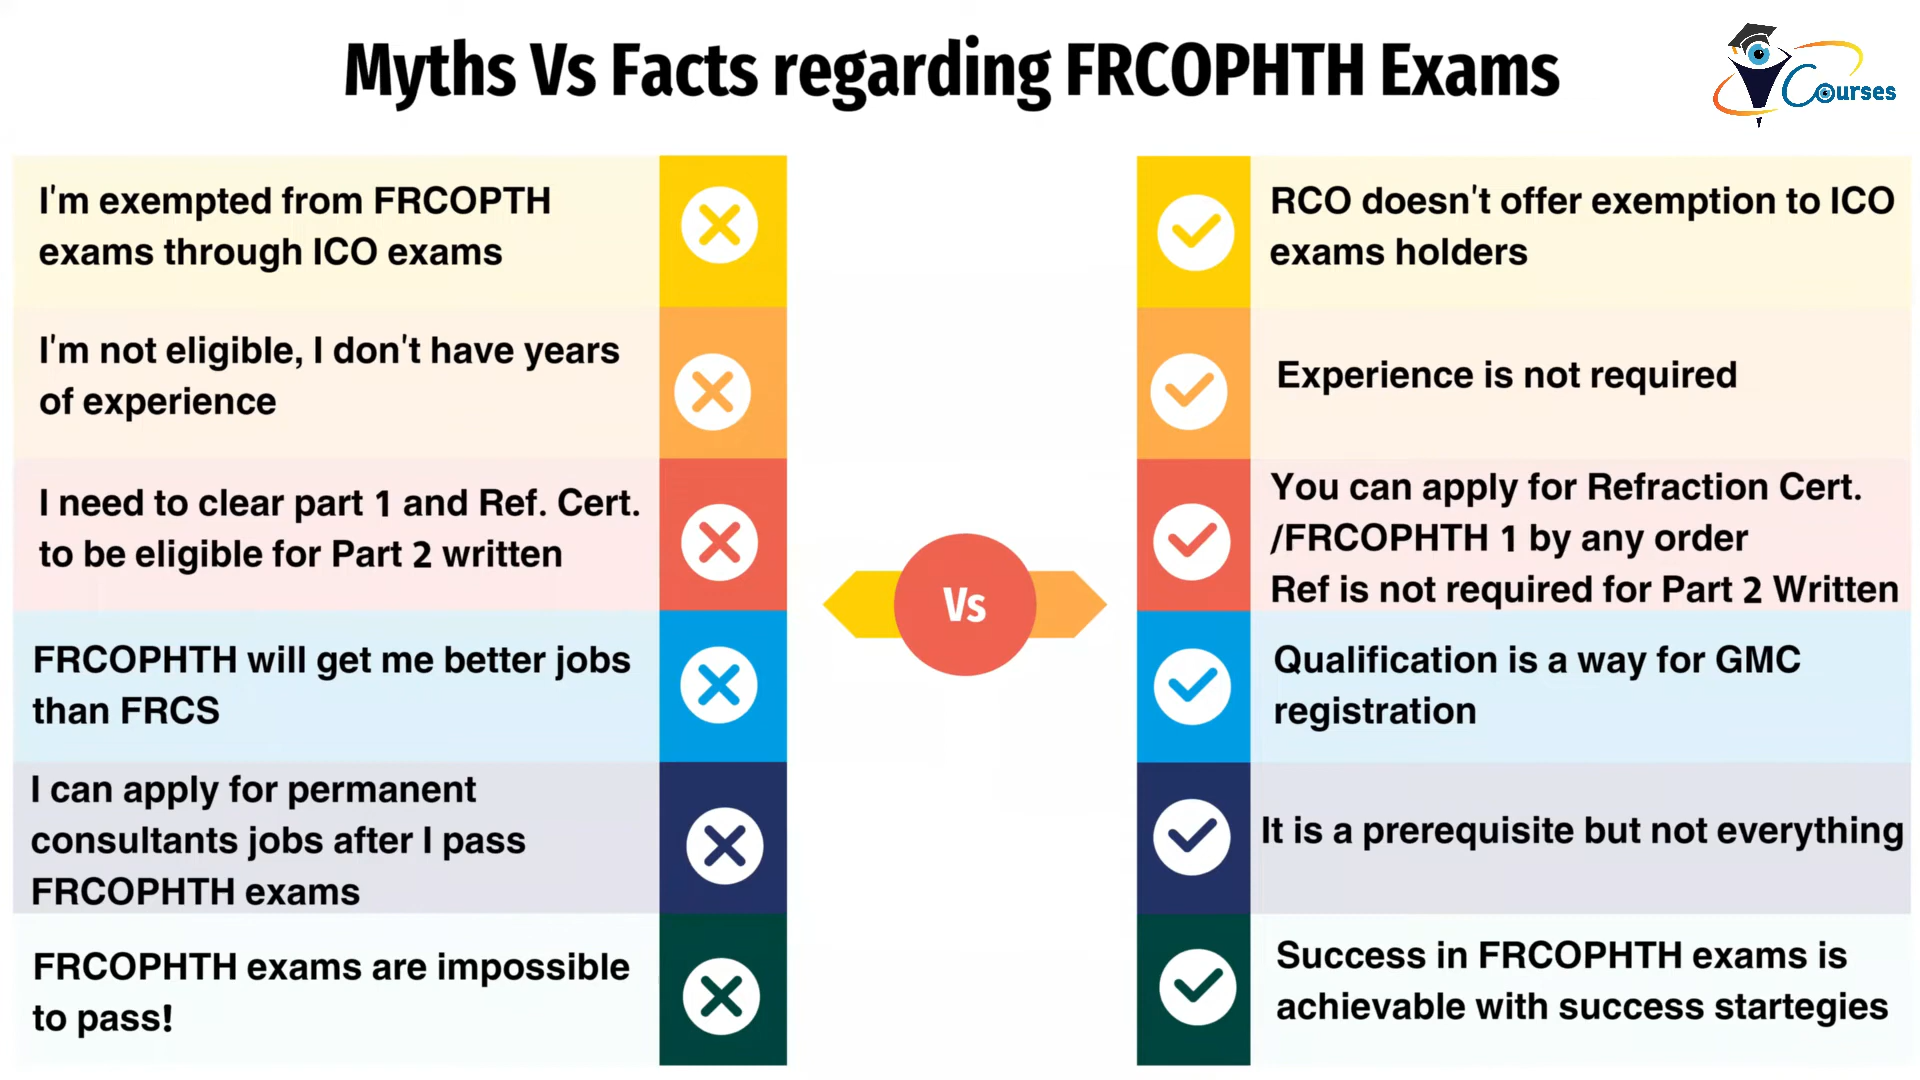 Myths Vs Facts regarding FRCOPHTH Exams
Courses
I'm exempted from FRCOPTH
exams through ICO exams
RCO doesn't offer exemption to ICO
exams holders
I'm not eligible, I don't have years
of experience
Experience is not required
I need to clear part 1 and Ref. Cert.
to be eligible for Part 2 written
You can apply for Refraction Cert.
/FRCOPHTH 1 by any order
Ref is not required for Part 2 Written
Vs
FRCOPHTH will get me better jobs
than FRCS
Qualification is a way for GMC
registration
I can apply for permanent
consultants jobs after I pass
FRCOPHTH exams
It is a prerequisite but not everything
FRCOPHTH exams are impossible
to pass!
Success in FRCOPHTH exams is
achievable with success startegies